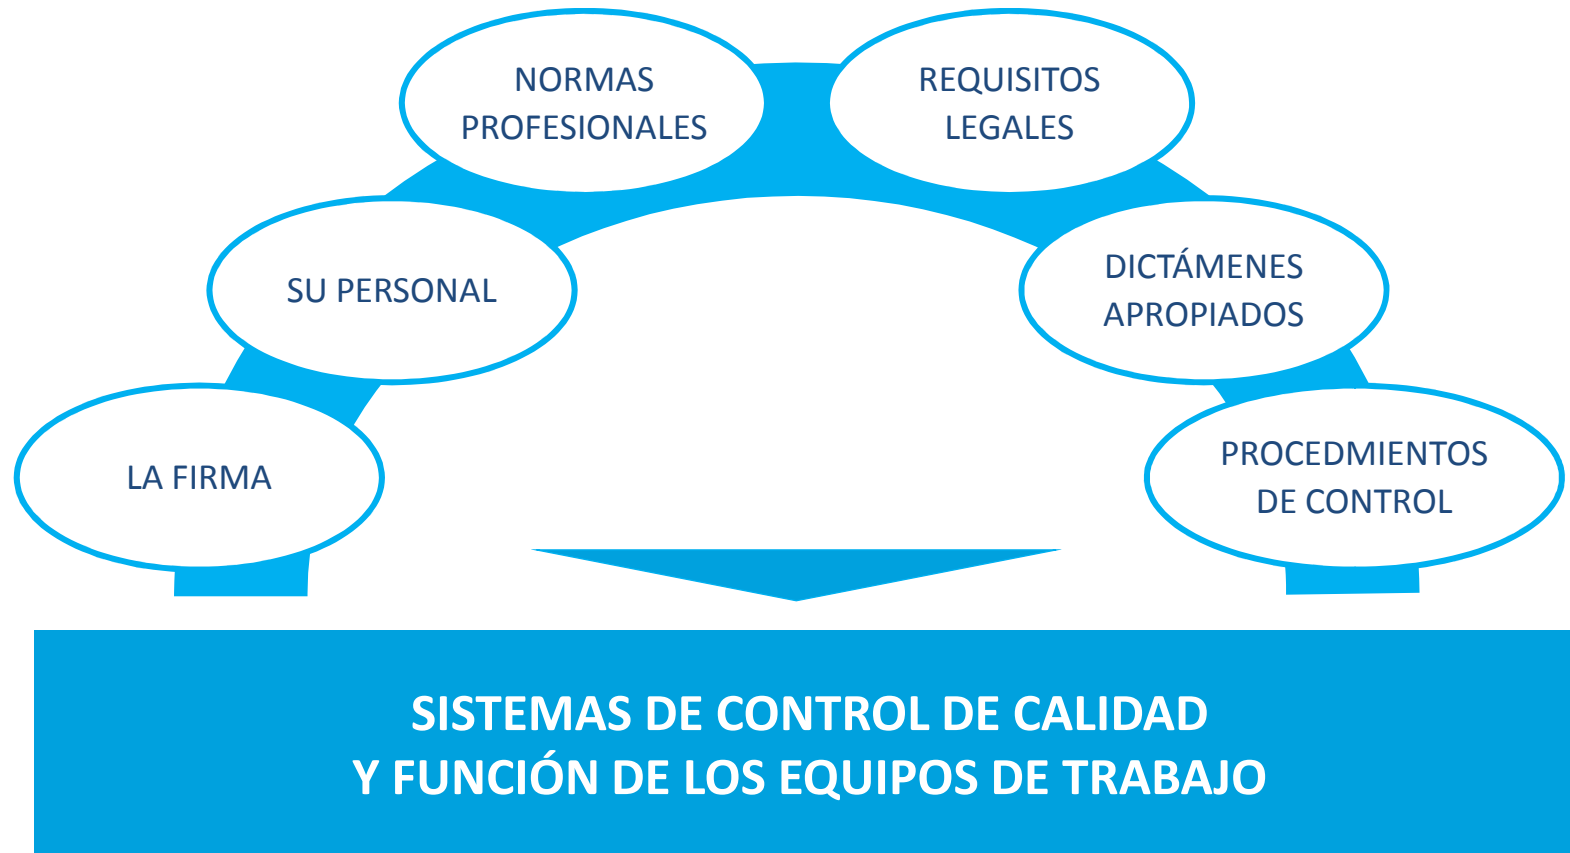 NORMAS
PROFESIONALES
REQUISITOS
LEGALES
SU PERSONAL
DICTÁMENES
APROPIADOS
LA FIRMA
PROCEDMIENTOS
DE CONTROL
SISTEMAS DE CONTROL DE CALIDAD
Y FUNCIÓN DE LOS EQUIPOS DE TRABAJO